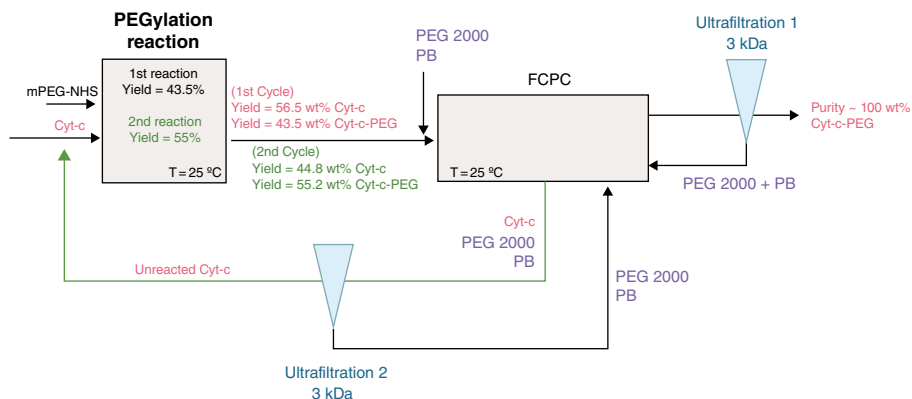 PEGylation
reaction
mPEG-NHS
Cyt-c
1st reaction
Yield = 43.5%
2nd reaction
Yield = 55%
T = 25 ºC
(1st Cycle)
Yield = 56.5 wt% Cyt-c
Yield = 43.5 wt% Cyt-c-PEG
(2nd Cycle)
Yield = 44.8 wt% Cyt-c
Yield = 55.2 wt% Cyt-c-PEG
PEG 2000
PB
FCPC
T = 25 ºC
Ultrafiltration 1
3 kDa
Purity ~ 100 wt%
Cyt-c-PEG
PEG 2000 + PB
Cyt-c
PEG 2000
PB
Unreacted Cyt-c
PEG 2000
PB
Ultrafiltration 2
3 kDa